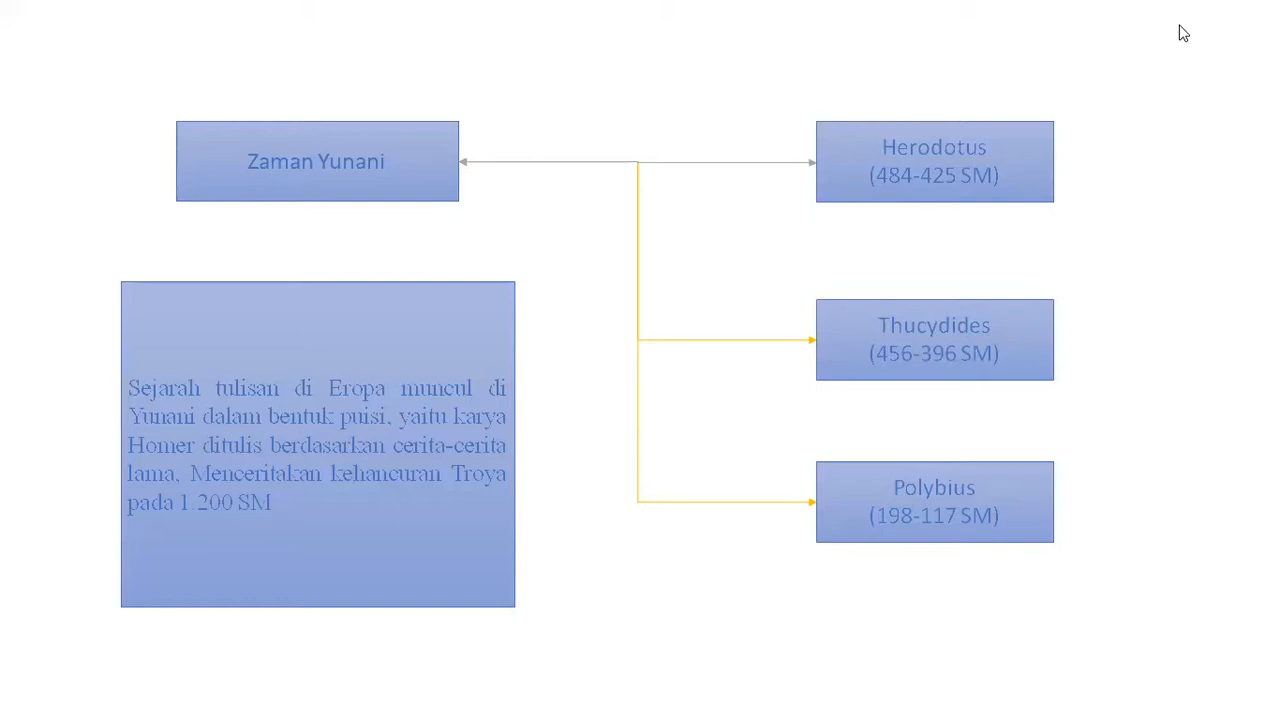 Zaman Yunani
Herodotus
(484-425 SM)
Thucydides
(456-396 SM)
Sejarah tulisan di Eropa muncul di
Yunani dalam bentuk puisi, yaitu karya
Homer ditulis berdasarkan cerita-cerita
lama, Menceritakan kehancuran Troya
pada 1.200 SM
Polybius
(198-117 SM)